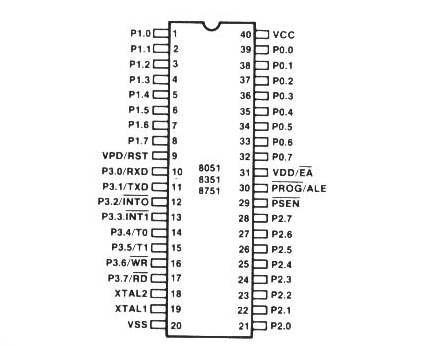 P1.0 1 40 VCC
P1.1 2 39 P0.0
P1.2 3 38 P0.1
P1.3 4 37 P0.2
P1.4 5 36 P0.3
P1.5 6 35 P0.4
P1.6 7 34 P0.5
P1.7 8 33 P0.6
VPD/RST 9 32 P0.7
P3.0/RXD 10 8051 31 VDD/EA
P3.1/TXD 11 8351 30 PROG/ALE
P3.2/INTO 12 8751 29 PSEN
P3.3.INT1 13 28 P2.7
P3.4/T0 14 27 P2.6
P3.5/T1 15 26 P2.5
P3.6/WR 16 25 P2.4
P3.7/RD 17 24 P2.3
XTAL2 18 23 P2.2
XTAL1 19 22 P2.1
VSS 20 21 P2.0